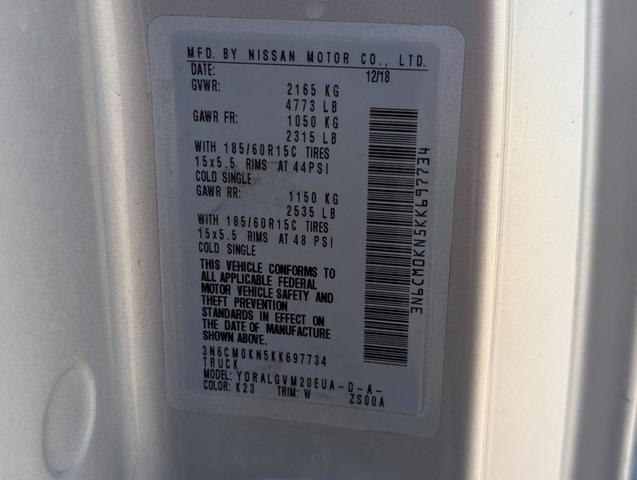 MFD. BY NISSAN MOTOR CO., LTD.
DATE: 12/18
GVWR: 2165 KG
4773 LB
GAWR FR: 1050 KG
2315 LB
WITH 185/60R15C TIRES
15x5.5 RIMS AT 44PSI
COLD SINGLE
GAWR RR: 1150 KG
2535 LB
WITH 185/60R15C TIRES
15x5.5 RIMS AT 48 PSI
COLD SINGLE
THIS VEHICLE CONFORMS TO
ALL APPLICABLE FEDERAL
MOTOR VEHICLE SAFETY AND
THEFT PREVENTION
STANDARDS IN EFFECT ON
THE DATE OF MANUFACTURE
SHOWN ABOVE.
3N6CM0KN5KK697734
TRUCK
MODEL: YDRALGVM20EUA-D-A-
COLOR: K23 TRIM: W ZS00A
3N6CM0KN5KK697734